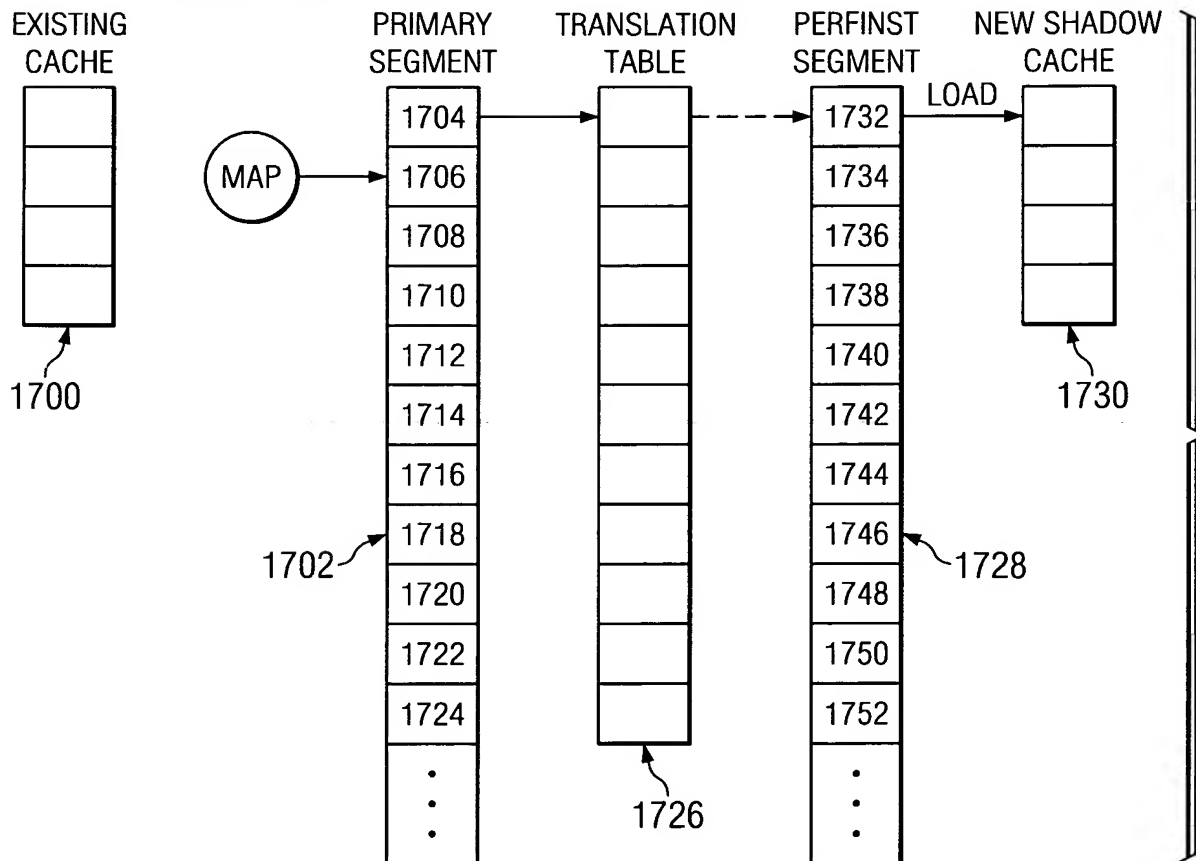 EXISTING
CACHE
PRIMARY
SEGMENT
TRANSLATION
TABLE
PERFINST
SEGMENT
NEW SHADOW
CACHE
MAP
LOAD
1704
1706
1708
1710
1712
1714
1716
1718
1720
1722
1724
1732
1734
1736
1738
1740
1742
1744
1746
1748
1750
1752
1700
1702
1726
1728
1730